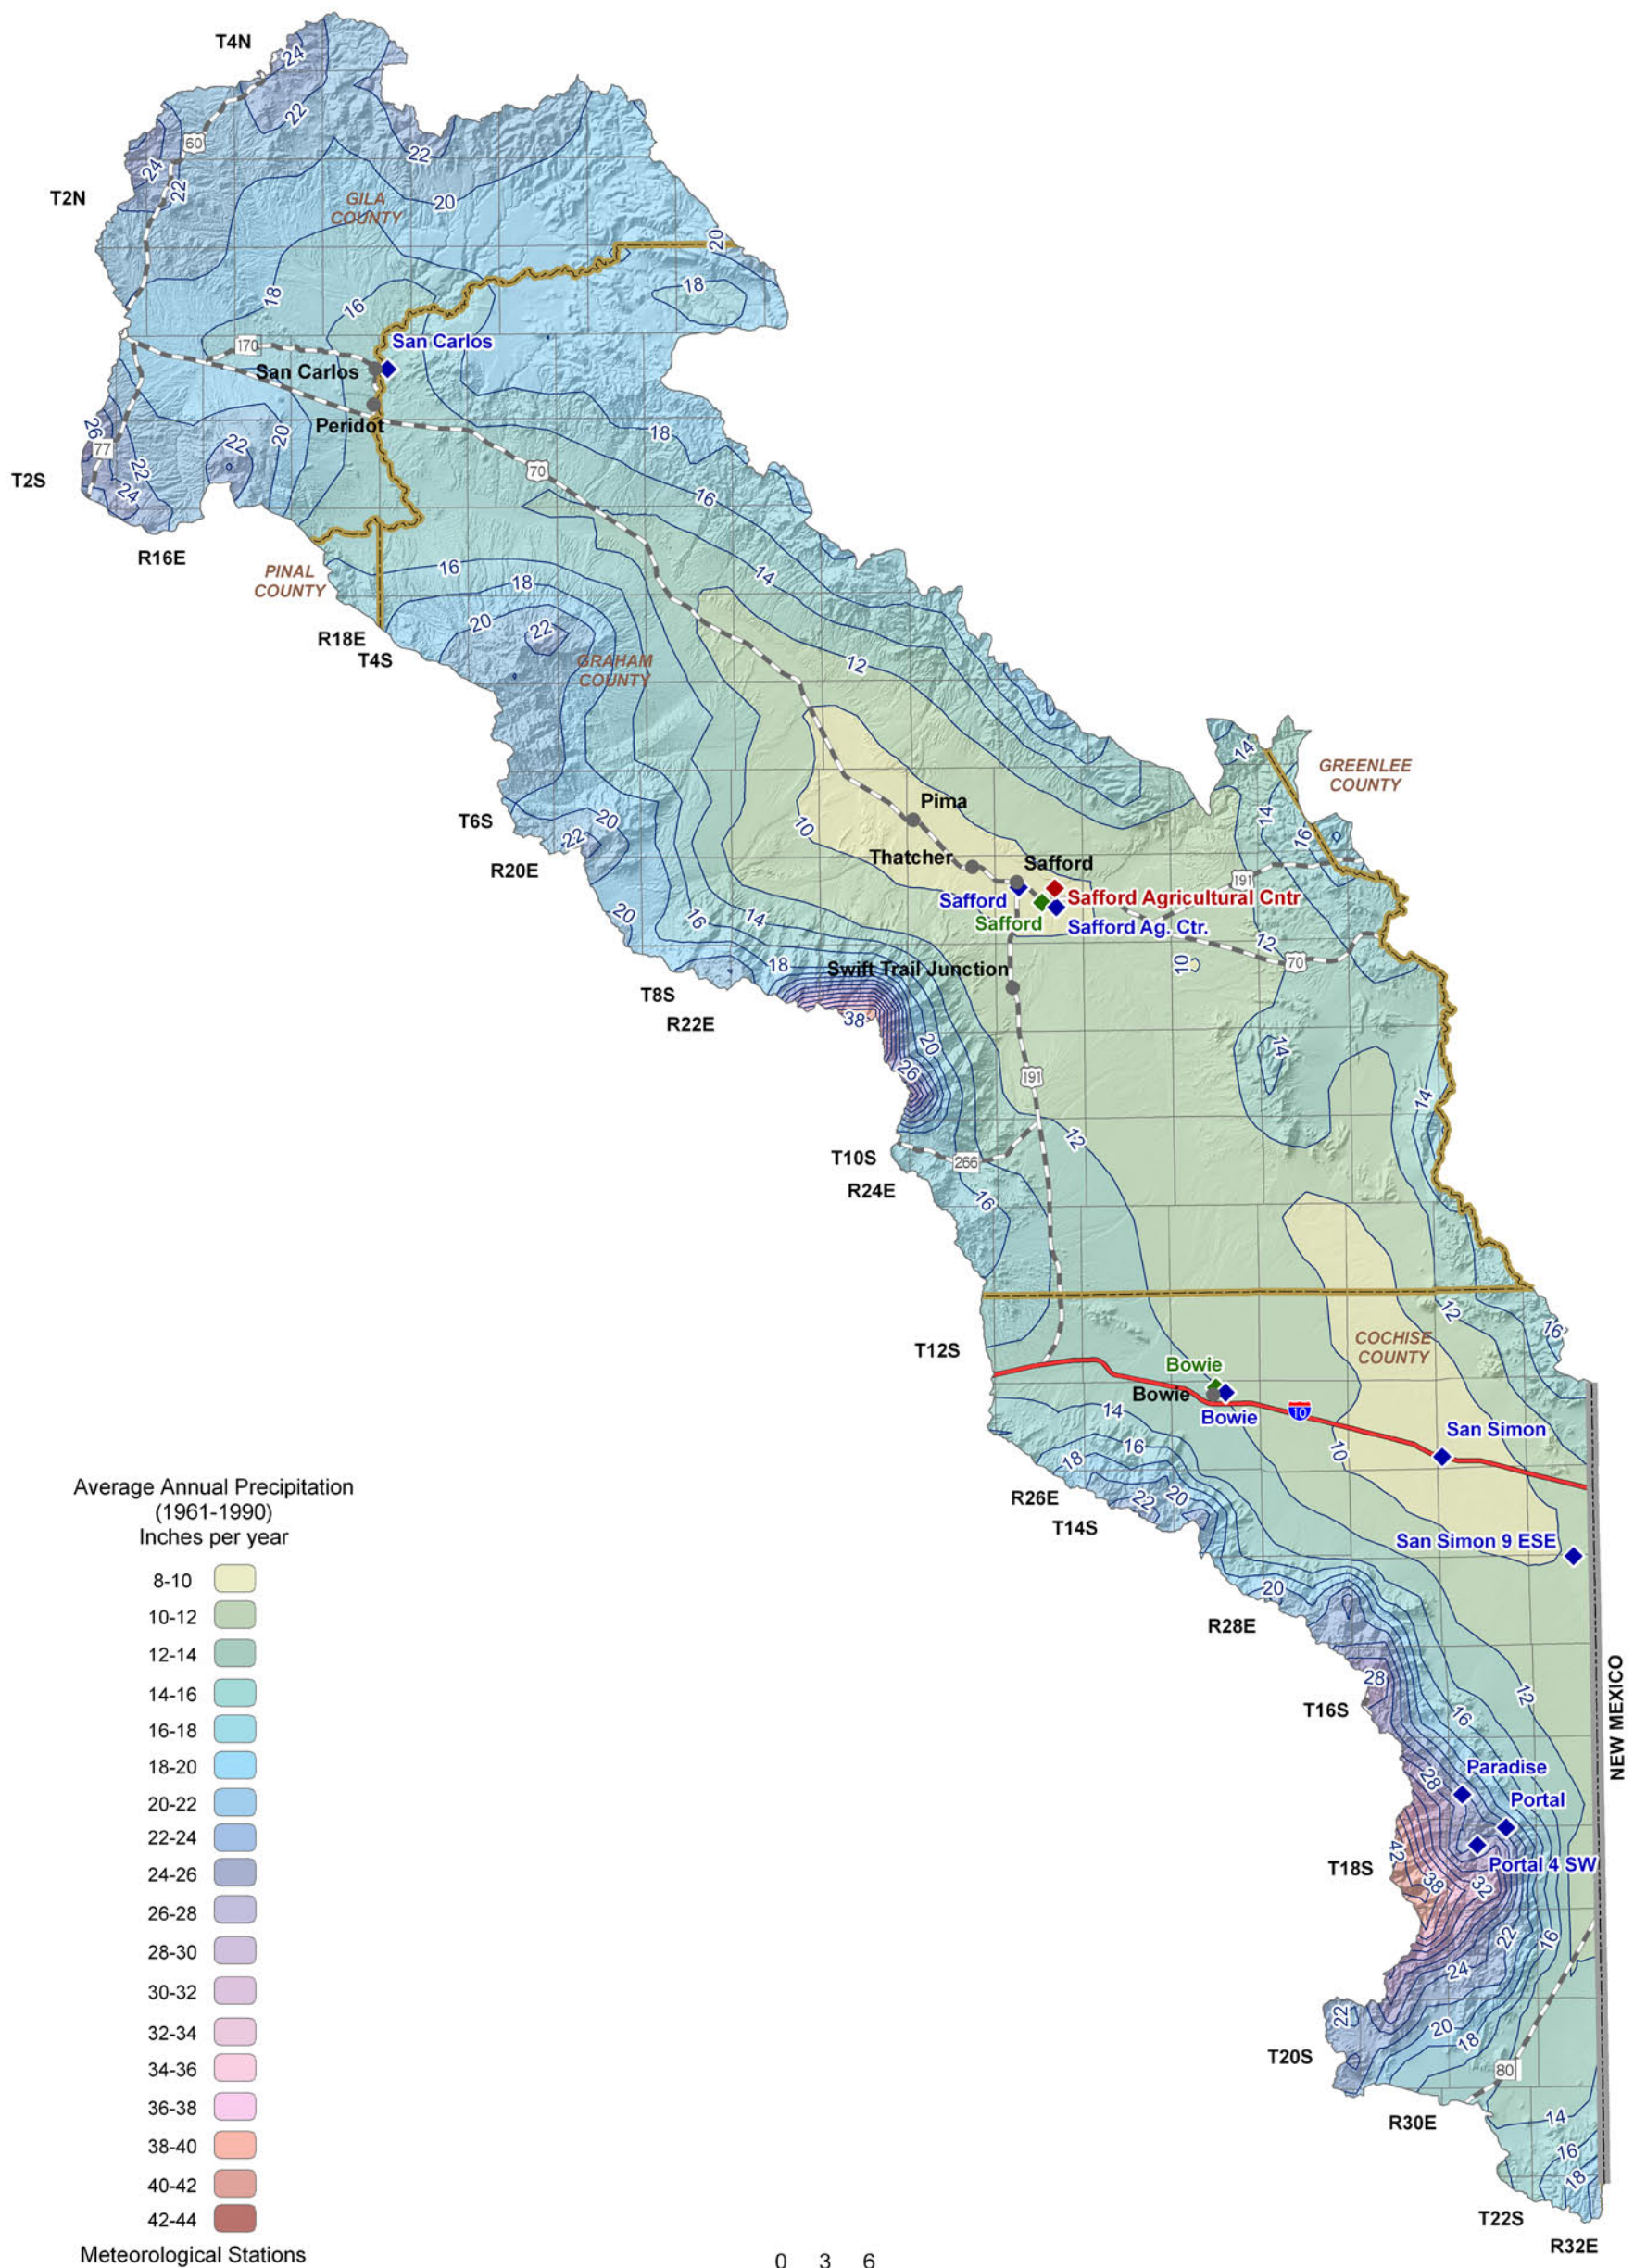 T4N
24
22
60
22
24
22
T2N
20
GILA
COUNTY
20
18
18
16
San Carlos
170
San Carlos
Peridot
26
77
22
20
18
22
24
70
16
T2S
R16E
14
PINAL
COUNTY
16
18
20
22
R18E
T4S
GRAHAM
COUNTY
12
14
GREENLEE
COUNTY
Pima
10
14
16
T6S
20
22
Thatcher
Safford
R20E
191
Safford
Safford Agricultural Cntr
Safford
Safford Ag. Ctr.
20
16
14
12
70
10
18
Swift Trail Junction
T8S
R22E
38
20
14
26
191
14
12
T10S
266
R24E
16
12
COCHISE
COUNTY
16
T12S
Bowie
Bowie
Bowie
10
14
San Simon
16
10
18
R26E
22
20
T14S
San Simon 9 ESE
20
R28E
28
12
T16S
16
NEW MEXICO
Paradise
28
Portal
42
T18S
Portal 4 SW
38
32
22
16
24
22
20
18
T20S
80
R30E
14
16
18
T22S
R32E
Average Annual Precipitation
(1961-1990)
Inches per year
8-10
10-12
12-14
14-16
16-18
18-20
20-22
22-24
24-26
26-28
28-30
30-32
32-34
34-36
36-38
38-40
40-42
42-44
Meteorological Stations
0 3 6